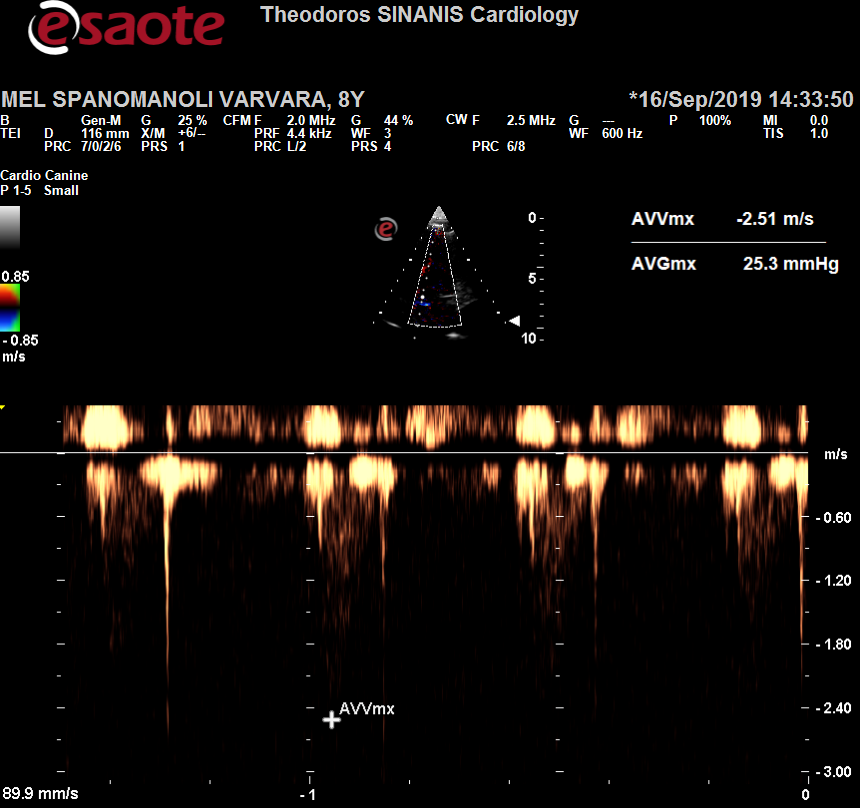 esaote
Theodoros SINANIS Cardiology
MEL SPANOMANOLI VARVARA, 8Y *16/Sep/2019 14:33:50
B Gen-M G 25 % CFM F 2.0 MHz G 44 % CW F 2.5 MHz G --- P 100% MI 0.0
TEI D 116 mm X/M +6/-- PRF 4.4 kHz WF 3 WF 600 Hz TIS 1.0
PRC 7/0/2/6 PRS 1 PRC L/2 PRS 4 PRC 6/8
Cardio Canine
P 1-5 Small
e
0
5
10
AVVmx -2.51 m/s
AVGmx 25.3 mmHg
0.85
- 0.85
m/s
m/s
- 0.60
- 1.20
- 1.80
- 2.40
- 3.00
AVVmx
89.9 mm/s
- 1
0